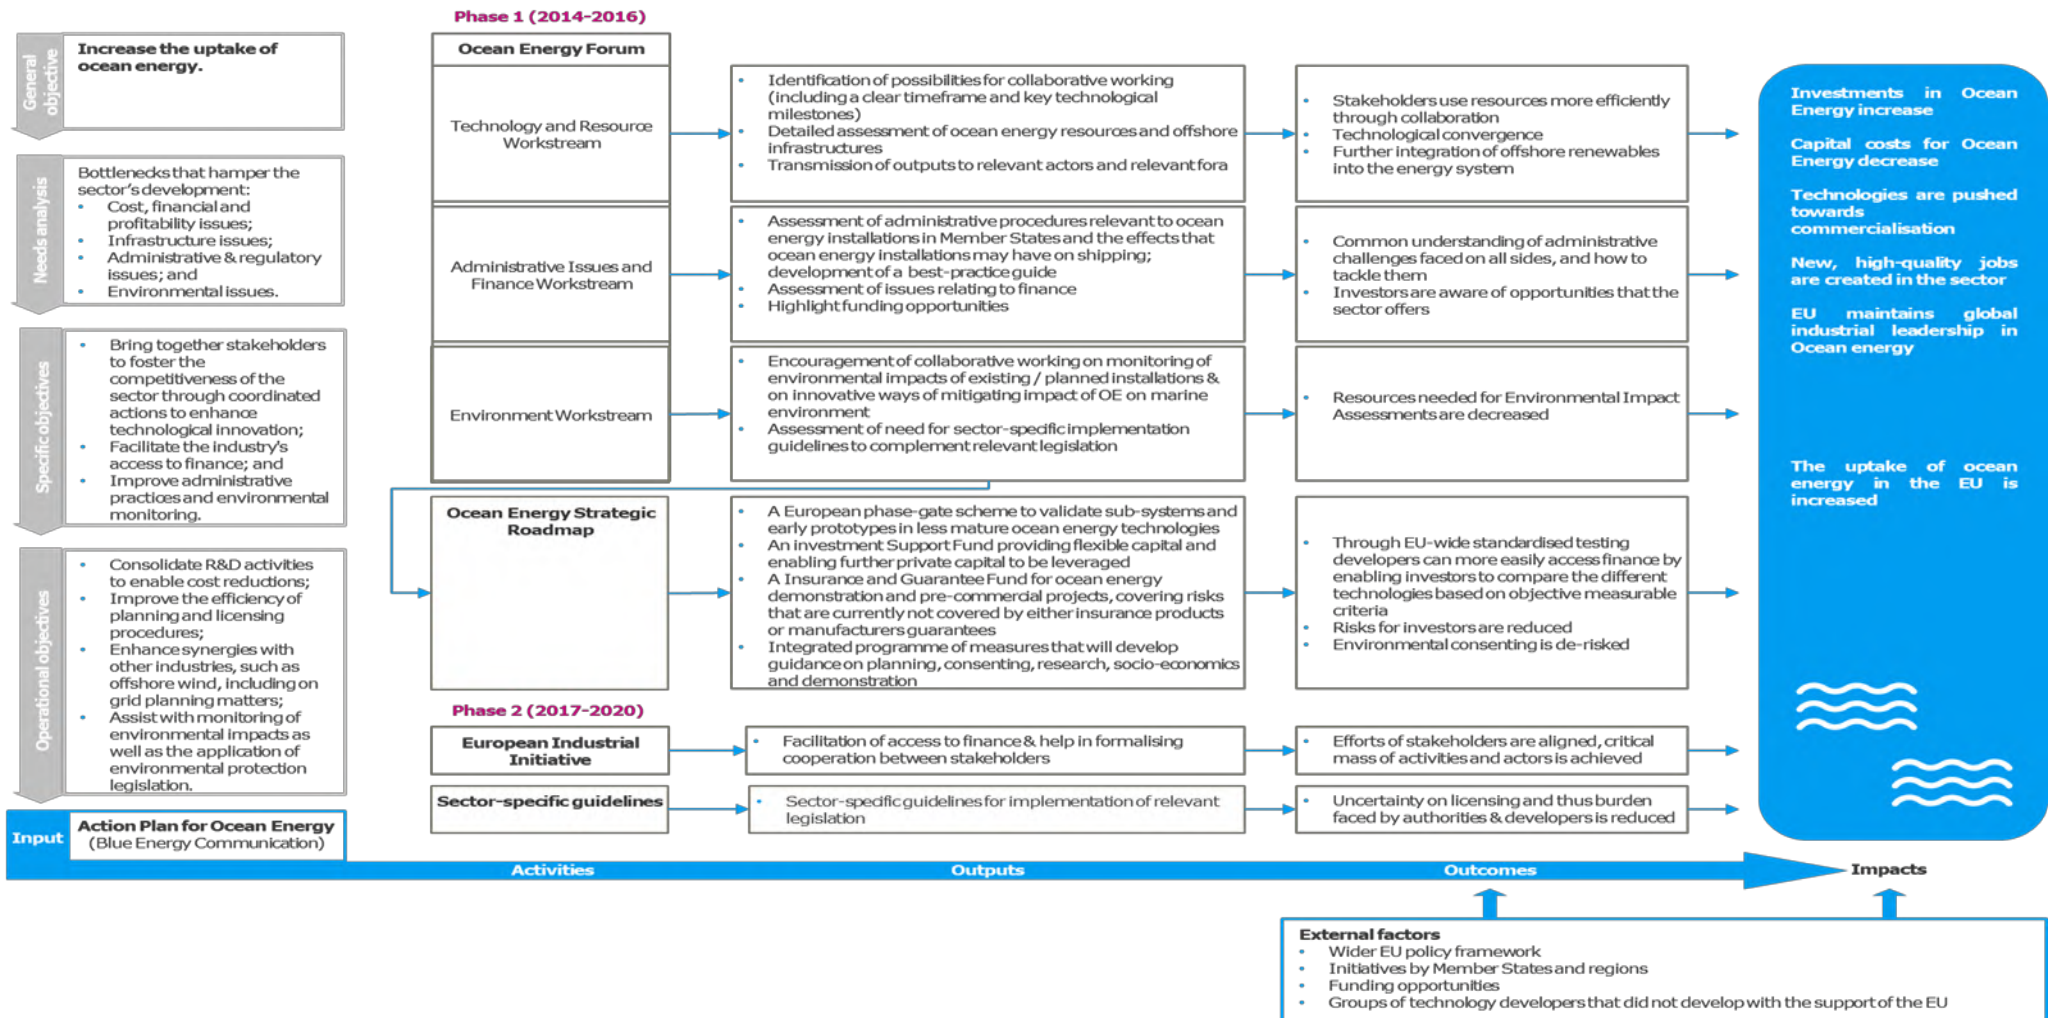 General
objective
Increase the uptake of
ocean energy.
Needs analysis
Bottlenecks that hamper the
sector's development:
• Cost, financial and
profitability issues;
• Infrastructure issues;
• Administrative & regulatory
issues; and
• Environmental issues.
Specific objectives
• Bring together stakeholders
to foster the
competitiveness of the
sector through coordinated
actions to enhance
technological innovation;
• Facilitate the industry's
access to finance; and
• Improve administrative
practices and environmental
monitoring.
Operational objectives
• Consolidate R&D activities
to enable cost reductions;
• Improve the efficiency of
planning and licensing
procedures;
• Enhance synergies with
other industries, such as
offshore wind, including on
grid planning matters;
• Assist with monitoring of
environmental impacts as
well as the application of
environmental protection
legislation.
Input
Action Plan for Ocean Energy
(Blue Energy Communication)
Phase 1 (2014-2016)
Ocean Energy Forum
Technology and Resource
Workstream
• Identification of possibilities for collaborative working
(including a clear timeframe and key technological
milestones)
• Detailed assessment of ocean energy resources and offshore
infrastructures
• Transmission of outputs to relevant actors and relevant fora
• Stakeholders use resources more efficiently
through collaboration
• Technological convergence
• Further integration of offshore renewables
into the energy system
Administrative Issues and
Finance Workstream
• Assessment of administrative procedures relevant to ocean
energy installations in Member States and the effects that
ocean energy installations may have on shipping;
development of a best-practice guide
• Assessment of issues relating to finance
• Highlight funding opportunities
• Common understanding of administrative
challenges faced on all sides, and how to
tackle them
• Investors are aware of opportunities that the
sector offers
Environment Workstream
• Encouragement of collaborative working on monitoring of
environmental impacts of existing / planned installations &
on innovative ways of mitigating impact of OE on marine
environment
• Assessment of need for sector-specific implementation
guidelines to complement relevant legislation
• Resources needed for Environmental Impact
Assessments are decreased
Ocean Energy Strategic
Roadmap
• A European phase-gate scheme to validate sub-systems and
early prototypes in less mature ocean energy technologies
• An investment Support Fund providing flexible capital and
enabling further private capital to be leveraged
• A Insurance and Guarantee Fund for ocean energy
demonstration and pre-commercial projects, covering risks
that are currently not covered by either insurance products
or manufacturers guarantees
• Integrated programme of measures that will develop
guidance on planning, consenting, research, socio-economics
and demonstration
• Through EU-wide standardised testing
developers can more easily access finance by
enabling investors to compare the different
technologies based on objective measurable
criteria
• Risks for investors are reduced
• Environmental consenting is de-risked
Phase 2 (2017-2020)
European Industrial
Initiative
• Facilitation of access to finance & help in formalising
cooperation between stakeholders
• Efforts of stakeholders are aligned, critical
mass of activities and actors is achieved
Sector-specific guidelines
• Sector-specific guidelines for implementation of relevant
legislation
• Uncertainty on licensing and thus burden
faced by authorities & developers is reduced
Investments in Ocean
Energy increase
Capital costs for Ocean
Energy decrease
Technologies are pushed
towards
commercialisation
New, high-quality jobs
are created in the sector
EU maintains global
industrial leadership in
Ocean energy
The uptake of ocean
energy in the EU is
increased
Activities
Outputs
Outcomes
Impacts
External factors
• Wider EU policy framework
• Initiatives by Member States and regions
• Funding opportunities
• Groups of technology developers that did not develop with the support of the EU